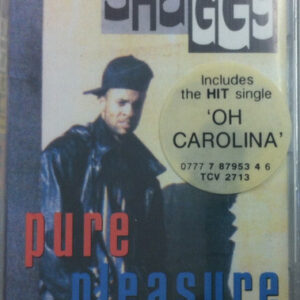 SHAGGY
Includes
the HIT single
‘OH
CAROLINA’
0777 7 87953 4 6
TCV 2713
pure
pleasure